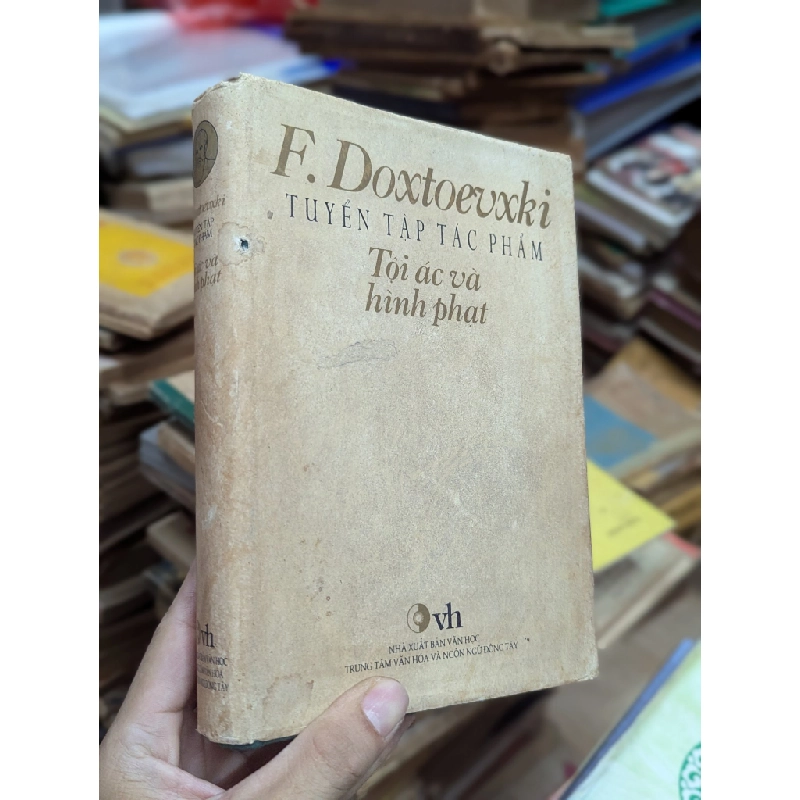 F. Doxtoevxki
TUYỂN TẬP TÁC PHẨM
Tội ác và
hình phạt
vh
NHÀ XUẤT BẢN VĂN HỌC
TRUNG TÂM VĂN HÓA VÀ NGÔN NGỮ ĐÔNG TÂY
vh